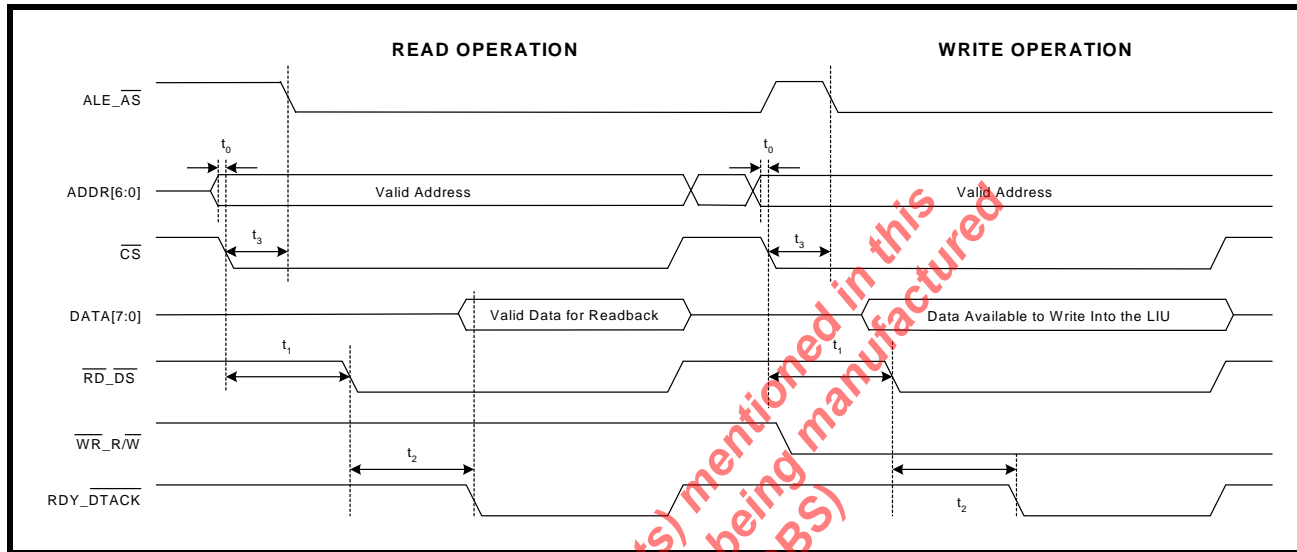 READ OPERATION
WRITE OPERATION
ALE_AS
t0
t0
ADDR[6:0]
Valid Address
Valid Address
CS
t3
t3
DATA[7:0]
Valid Data for Readback
Data Available to Write Into the LIU
t1
t1
RD_DS
WR_R/W
t2
RDY_DTACK
t2
mentioned in this
being manufactured